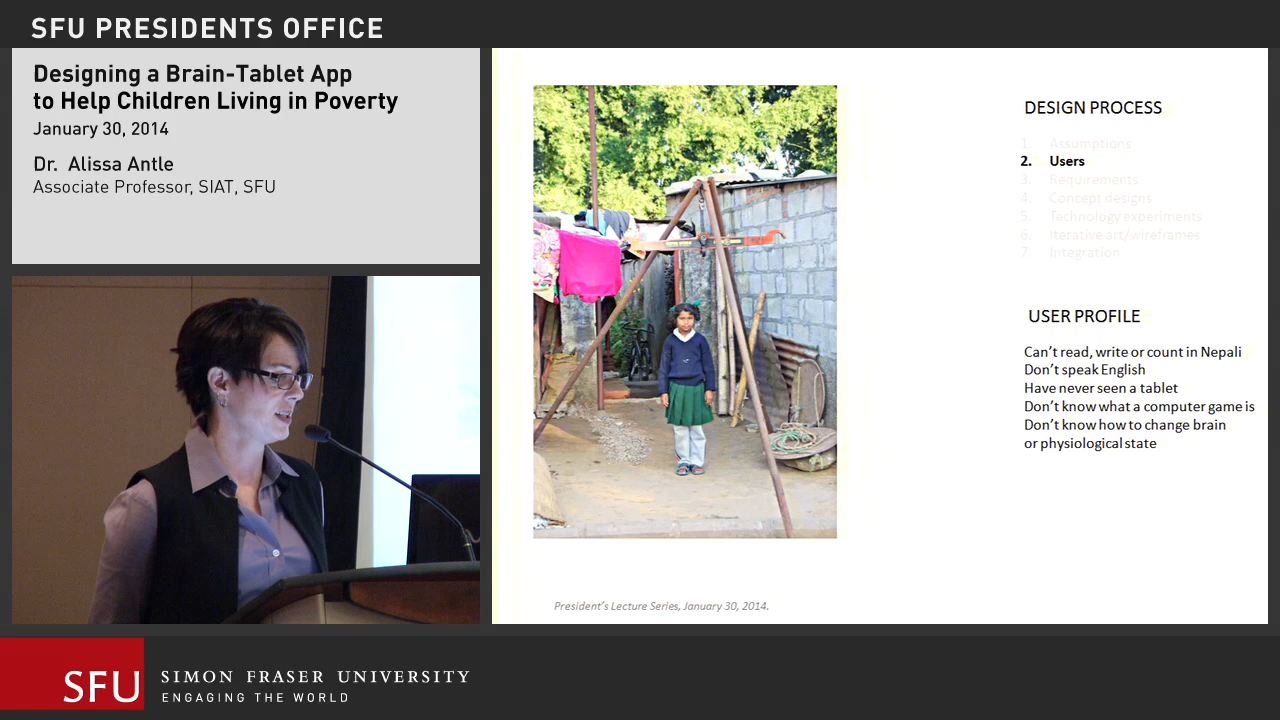 SFU PRESIDENTS OFFICE
Designing a Brain-Tablet App
to Help Children Living in Poverty
January 30, 2014
Dr. Alissa Antle
Associate Professor, SIAT, SFU
DESIGN PROCESS
1. Assumptions
2. Users
3. Requirements
4. Concept designs
5. Technology experiments
6. Iterative art/wireframes
7 Integration
USER PROFILE
Can't read, write or count in Nepali
Don't speak English
Have never seen a tablet
Don't know what a computer game is
Don't know how to change brain
or physiological state
President's Lecture Series, January 30, 2014.
SFU
SIMON FRASER UNIVERSITY
ENGAGING THE WORLD